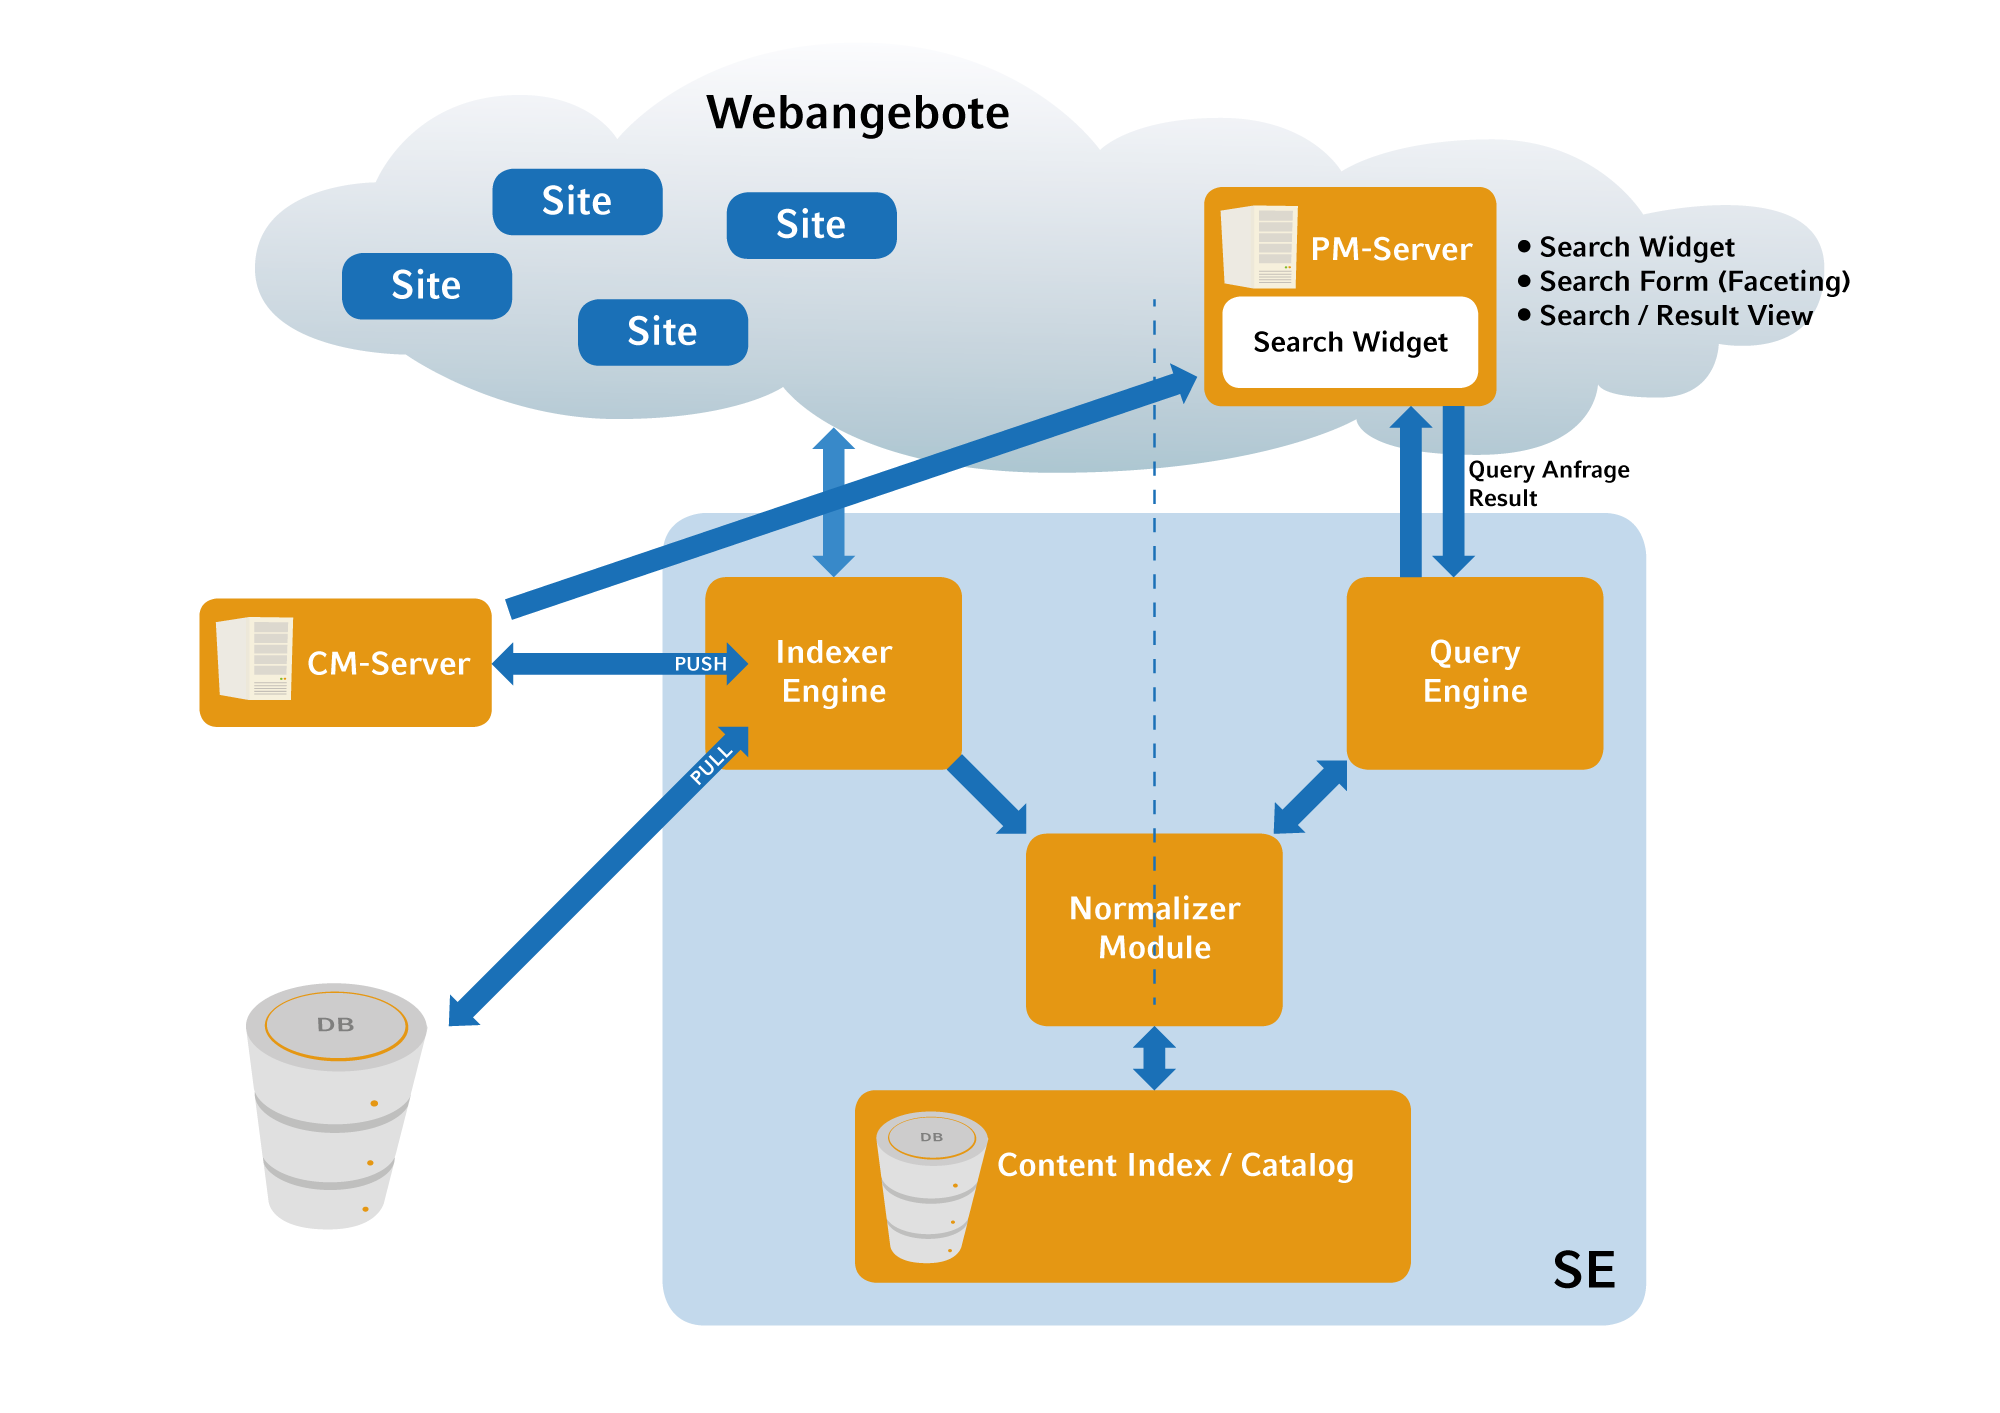 Webangebote
Site
Site
Site
Site
PM-Server
Search Widget
• Search Widget
• Search Form (Faceting)
• Search / Result View
Query Anfrage
Result
CM-Server
PUSH
Indexer
Engine
Query
Engine
PULL
Normalizer
Module
DB
DB
Content Index / Catalog
SE